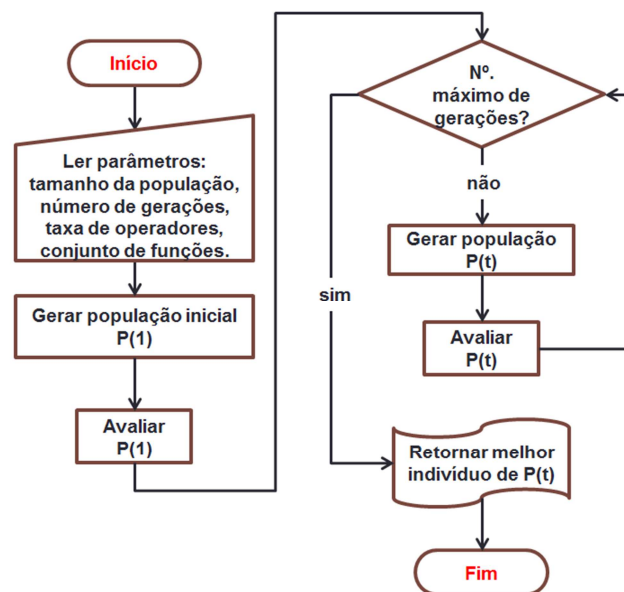 Início
Ler parâmetros:
tamanho da população,
número de gerações,
taxa de operadores,
conjunto de funções.
Gerar população inicial
P(1)
Avaliar
P(1)
Nº.
máximo de
gerações?
não
Gerar população
P(t)
sim
Avaliar
P(t)
Retornar melhor
indivíduo de P(t)
Fim